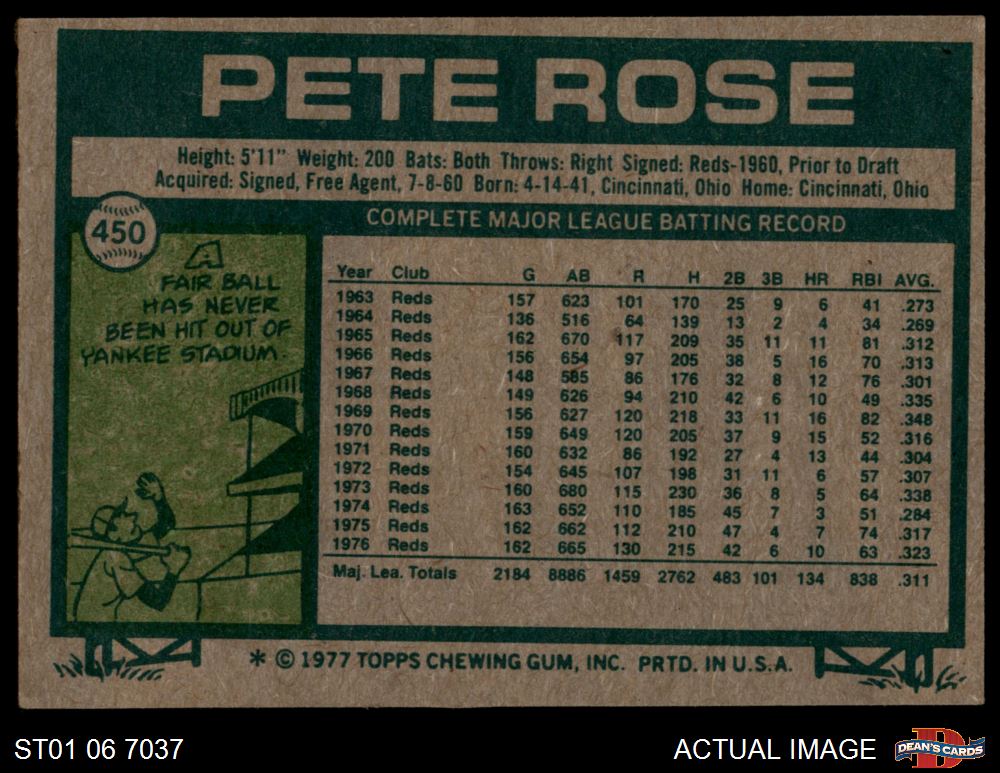 PETE ROSE
Height: 5'11" Weight: 200 Bats: Both Throws: Right Signed: Reds-1960, Prior to Draft
Acquired: Signed, Free Agent, 7-8-60 Born: 4-14-41, Cincinnati, Ohio Home: Cincinnati, Ohio
450
A
FAIR BALL
HAS NEVER
BEEN HIT OUT OF
YANKEE STADIUM.
COMPLETE MAJOR LEAGUE BATTING RECORD
Year Club G AB R H 2B 3B HR RBI AVG.
1963 Reds 157 623 101 170 25 9 6 41 .273
1964 Reds 136 516 64 139 13 2 4 34 .269
1965 Reds 162 670 117 209 35 11 11 81 .312
1966 Reds 156 654 97 205 38 5 16 70 .313
1967 Reds 148 585 86 176 32 8 12 76 .301
1968 Reds 149 626 94 210 42 6 10 49 .335
1969 Reds 156 627 120 218 33 11 16 82 .348
1970 Reds 159 649 120 205 37 9 15 52 .316
1971 Reds 160 632 86 192 27 4 13 44 .304
1972 Reds 154 645 107 198 31 11 6 57 .307
1973 Reds 160 680 115 230 36 8 5 64 .338
1974 Reds 163 652 110 185 45 7 3 51 .284
1975 Reds 162 662 112 210 47 4 7 74 .317
1976 Reds 162 665 130 215 42 6 10 63 .323
Maj. Lea. Totals 2184 8886 1459 2762 483 101 134 838 .311
* © 1977 TOPPS CHEWING GUM, INC. PRTD. IN U.S.A.
ST01 06 7037
ACTUAL IMAGE
D
DEAN'S CARDS